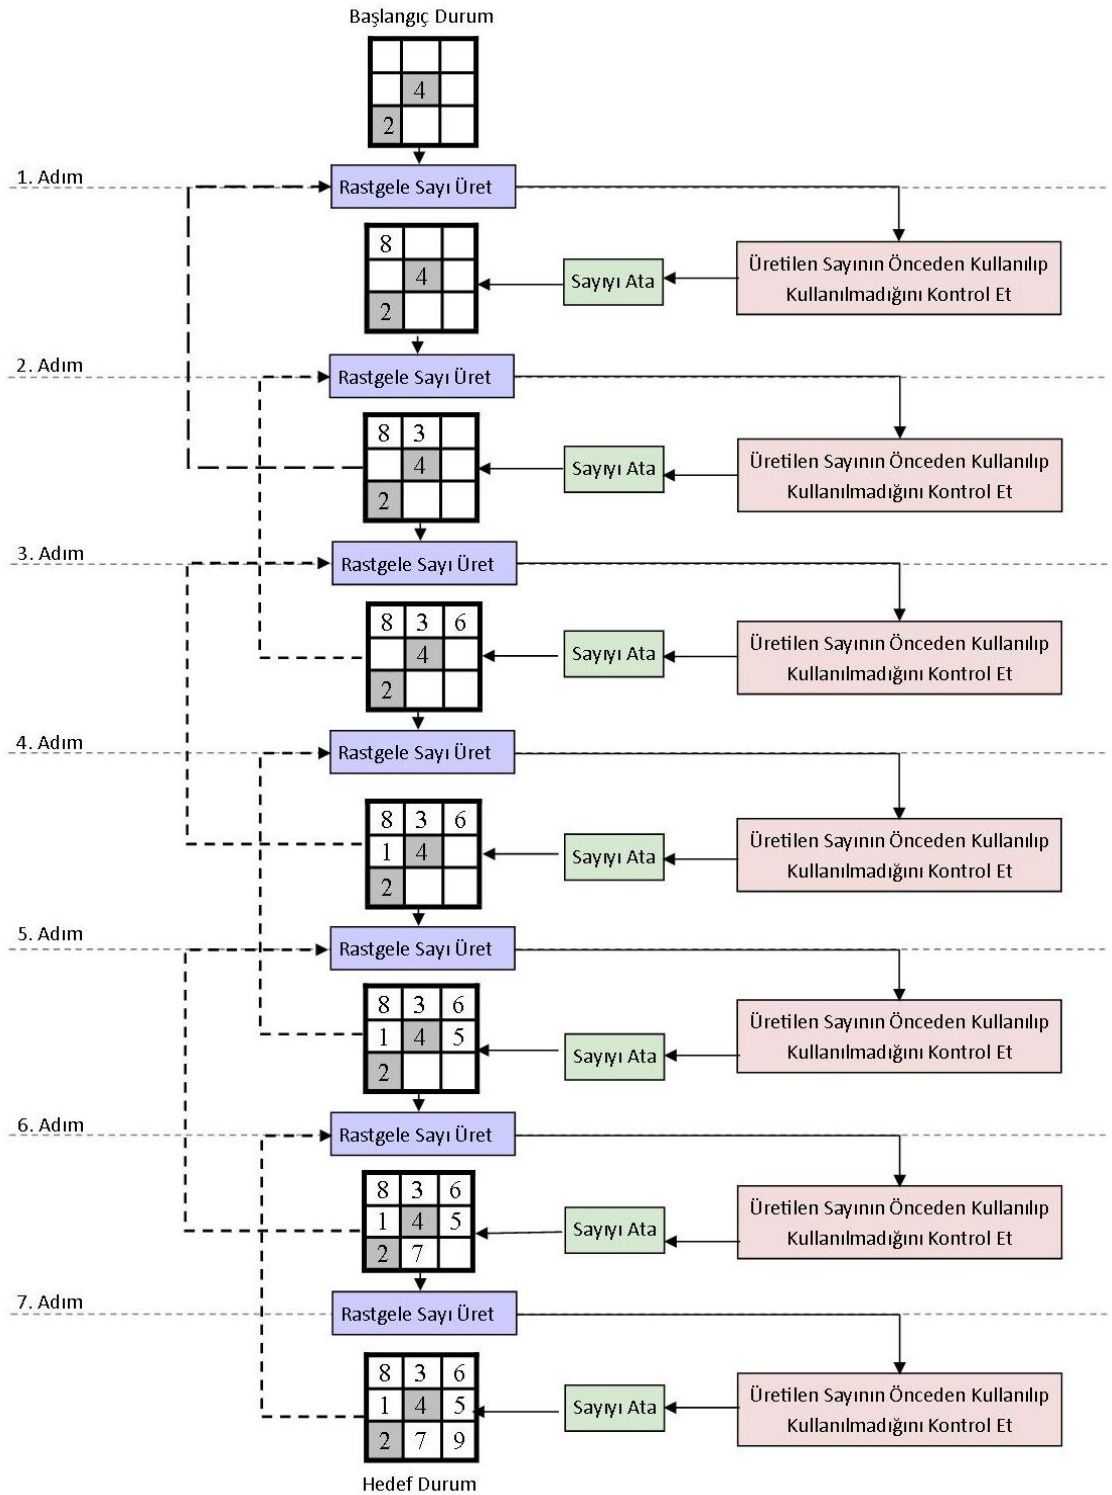 Başlangıç Durum
4
2
1. Adım
Rastgele Sayı Üret
8
4
2
Sayıyı Ata
Üretilen Sayının Önceden Kullanılıp
Kullanılmadığını Kontrol Et
2. Adım
Rastgele Sayı Üret
8 3
4
2
Sayıyı Ata
Üretilen Sayının Önceden Kullanılıp
Kullanılmadığını Kontrol Et
3. Adım
Rastgele Sayı Üret
8 3 6
4
2
Sayıyı Ata
Üretilen Sayının Önceden Kullanılıp
Kullanılmadığını Kontrol Et
4. Adım
Rastgele Sayı Üret
8 3 6
1 4
2
Sayıyı Ata
Üretilen Sayının Önceden Kullanılıp
Kullanılmadığını Kontrol Et
5. Adım
Rastgele Sayı Üret
8 3 6
1 4 5
2
Sayıyı Ata
Üretilen Sayının Önceden Kullanılıp
Kullanılmadığını Kontrol Et
6. Adım
Rastgele Sayı Üret
8 3 6
1 4 5
2 7
Sayıyı Ata
Üretilen Sayının Önceden Kullanılıp
Kullanılmadığını Kontrol Et
7. Adım
Rastgele Sayı Üret
8 3 6
1 4 5
2 7 9
Sayıyı Ata
Üretilen Sayının Önceden Kullanılıp
Kullanılmadığını Kontrol Et
Hedef Durum